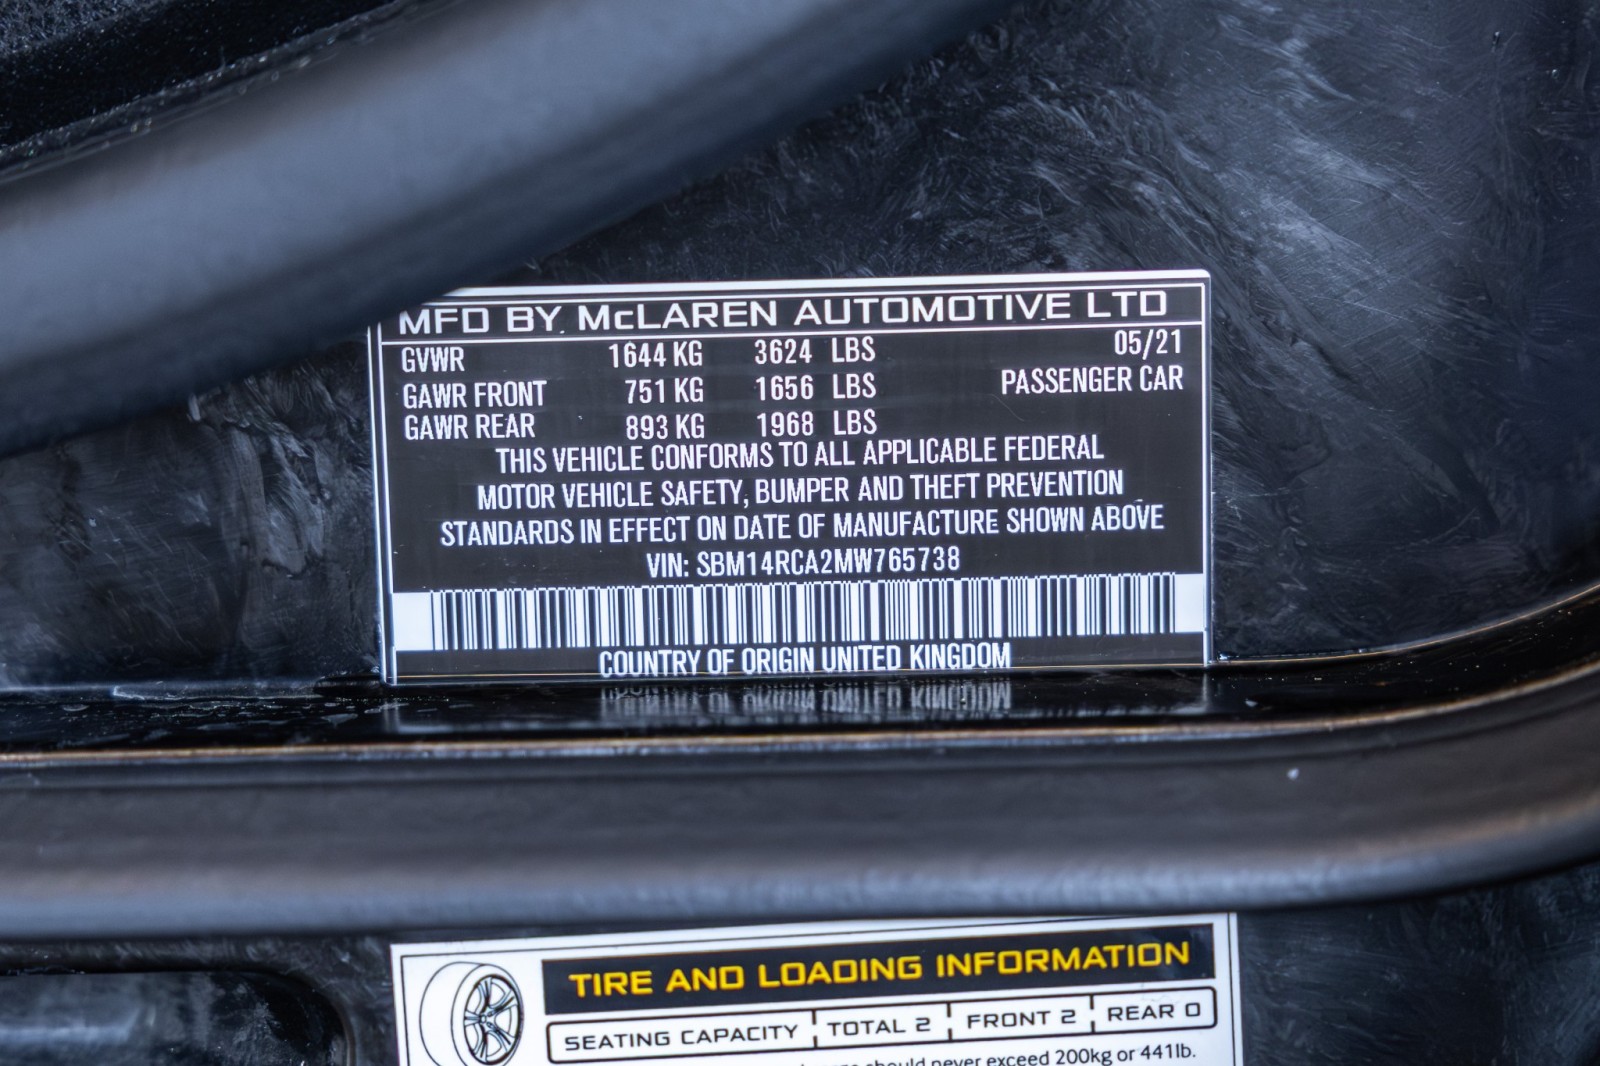 MFD BY McLAREN AUTOMOTIVE LTD
GVWR 1644 KG 3624 LBS 05/21
GAWR FRONT 751 KG 1656 LBS PASSENGER CAR
GAWR REAR 893 KG 1968 LBS
THIS VEHICLE CONFORMS TO ALL APPLICABLE FEDERAL
MOTOR VEHICLE SAFETY, BUMPER AND THEFT PREVENTION
STANDARDS IN EFFECT ON DATE OF MANUFACTURE SHOWN ABOVE
VIN: SBM14RCA2MW765738
COUNTRY OF ORIGIN UNITED KINGDOM
TIRE AND LOADING INFORMATION
SEATING CAPACITY TOTAL 2 FRONT 2 REAR 0
should never exceed 200kg or 441lb.